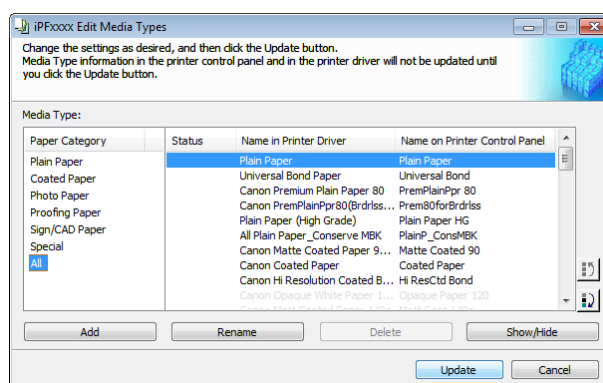 iPFxxxx Edit Media Types
Change the settings as desired, and then click the Update button.
Media Type information in the printer control panel and in the printer driver will not be updated until
you click the Update button.
Media Type:
Paper Category Status Name in Printer Driver Name on Printer Control Panel
Plain Paper Plain Paper Plain Paper
Coated Paper Universal Bond Paper Universal Bond
Photo Paper Canon Premium Plain Paper 80 PremPlainPpr 80
Proofing Paper Canon PremPlainPpr80(Brdrlss... Prem80forBrdrlss
Sign/CAD Paper Plain Paper (High Grade) Plain Paper HG
Special All Plain Paper_Conserve MBK PlainP_ConsMBK
All Canon Matte Coated Paper 9... Matte Coated 90
Canon Coated Paper Coated Paper
Canon Hi Resolution Coated B... Hi ResCtd Bond
Canon Opaque White Paper 1... Opaque Paper 120
Add Rename Delete Show/Hide
Update Cancel